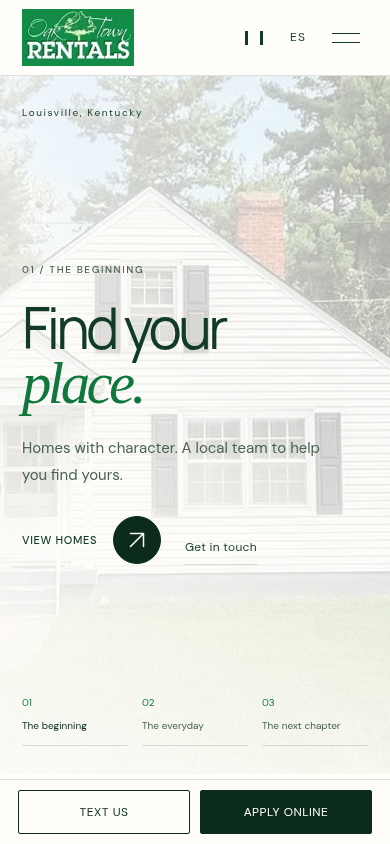 Oak Town
RENTALS
ES
Louisville, Kentucky
01 / THE BEGINNING
Find your
place.
Homes with character. A local team to help
you find yours.
VIEW HOMES
Get in touch
01
The beginning
02
The everyday
03
The next chapter
TEXT US
APPLY ONLINE